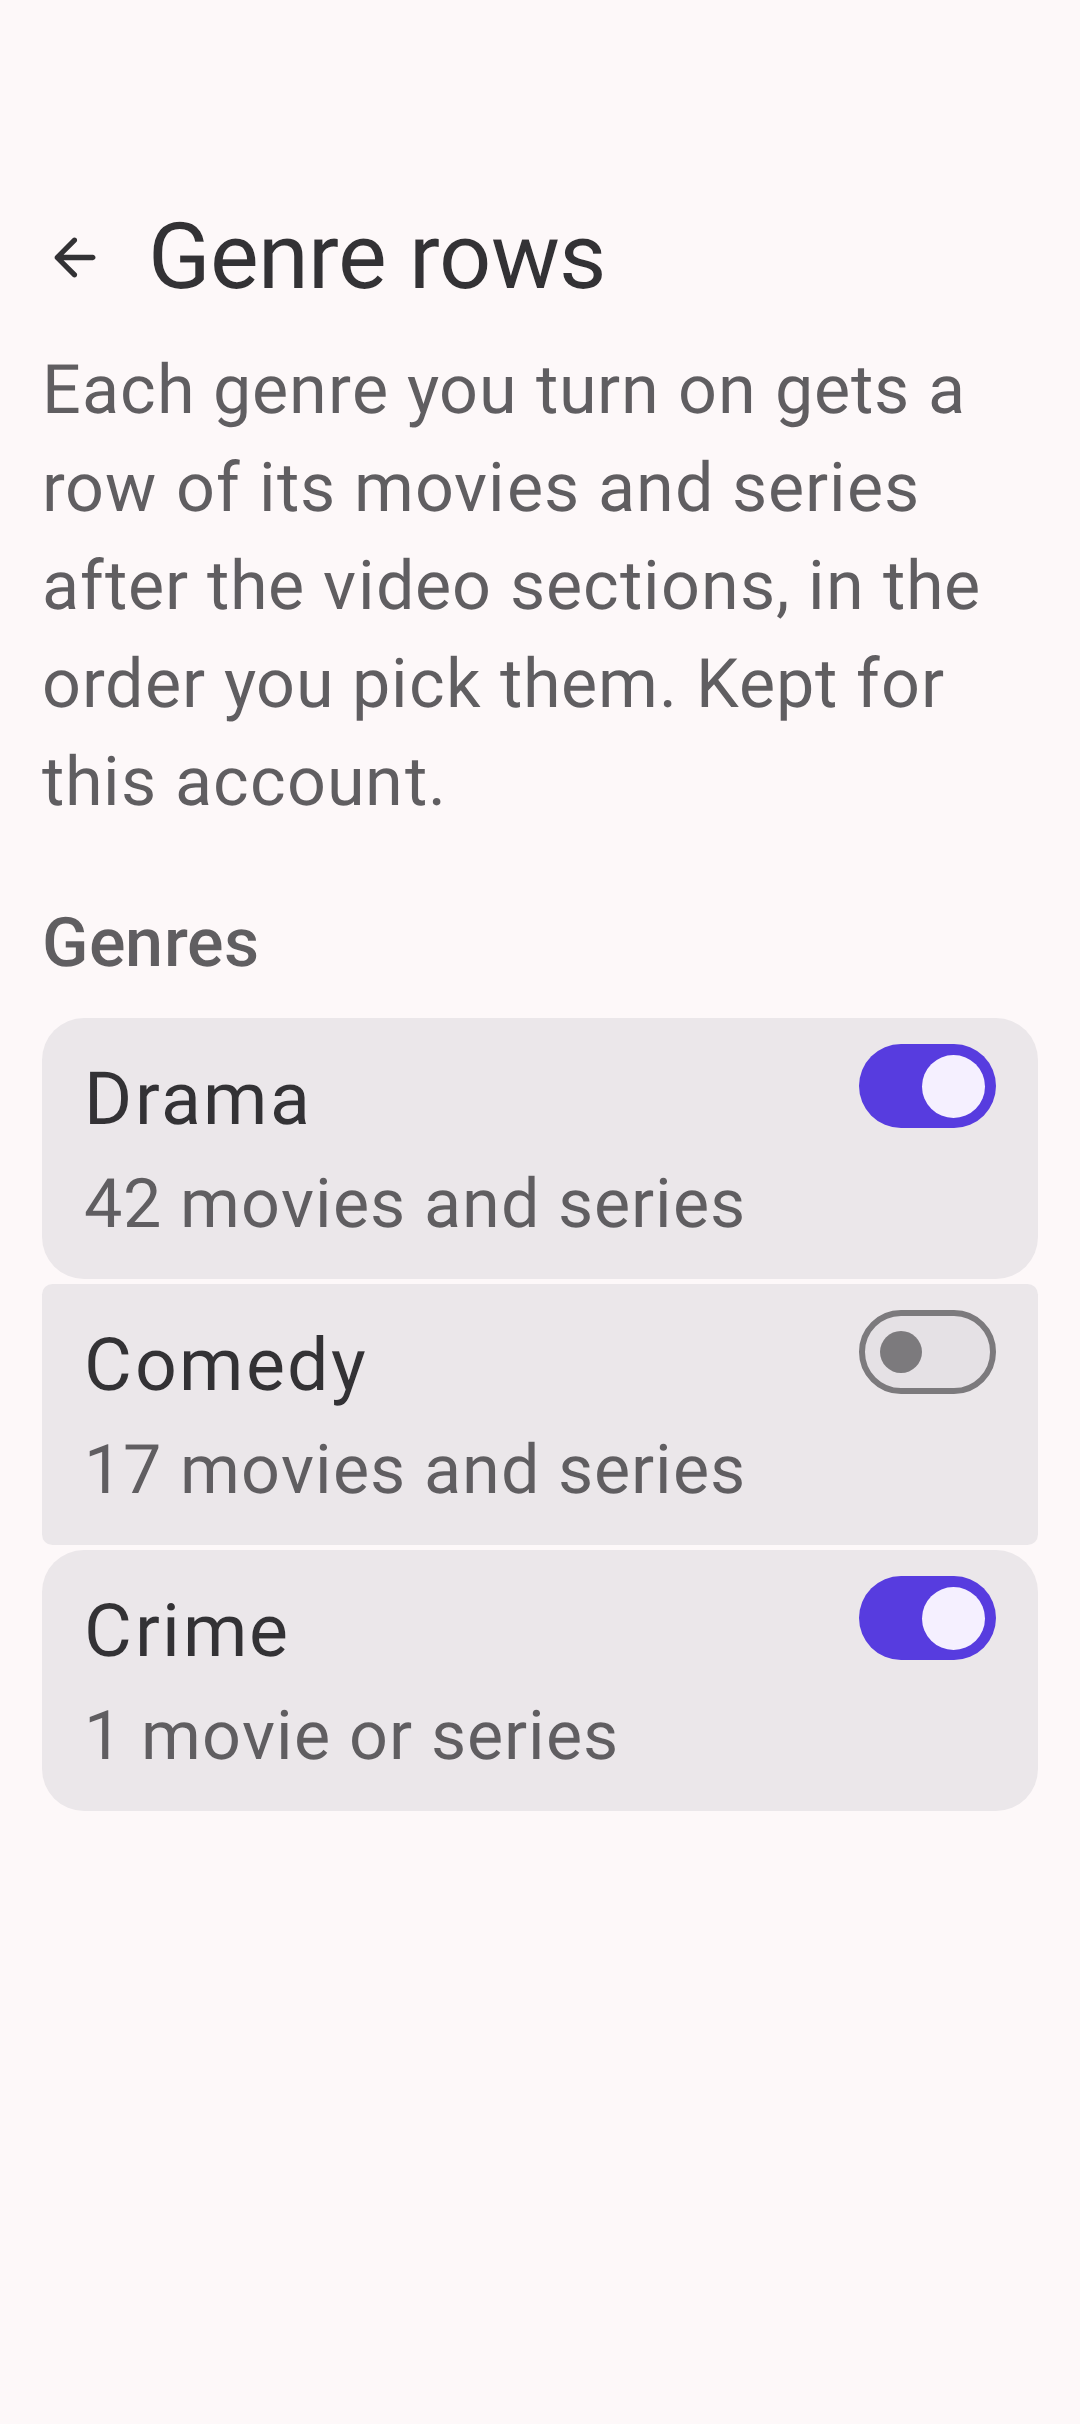 Genre rows
Each genre you turn on gets a
row of its movies and series
after the video sections, in the
order you pick them. Kept for
this account.
Genres
Drama
42 movies and series
Comedy
17 movies and series
Crime
1 movie or series